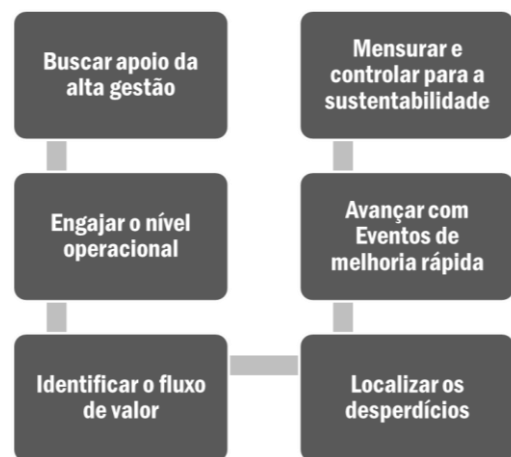 Buscar apoio da
alta gestão
Engajar o nível
operacional
Identificar o fluxo
de valor
Localizar os
desperdícios
Avançar com
Eventos de
melhoria rápida
Mensurar e
controlar para a
sustentabilidade